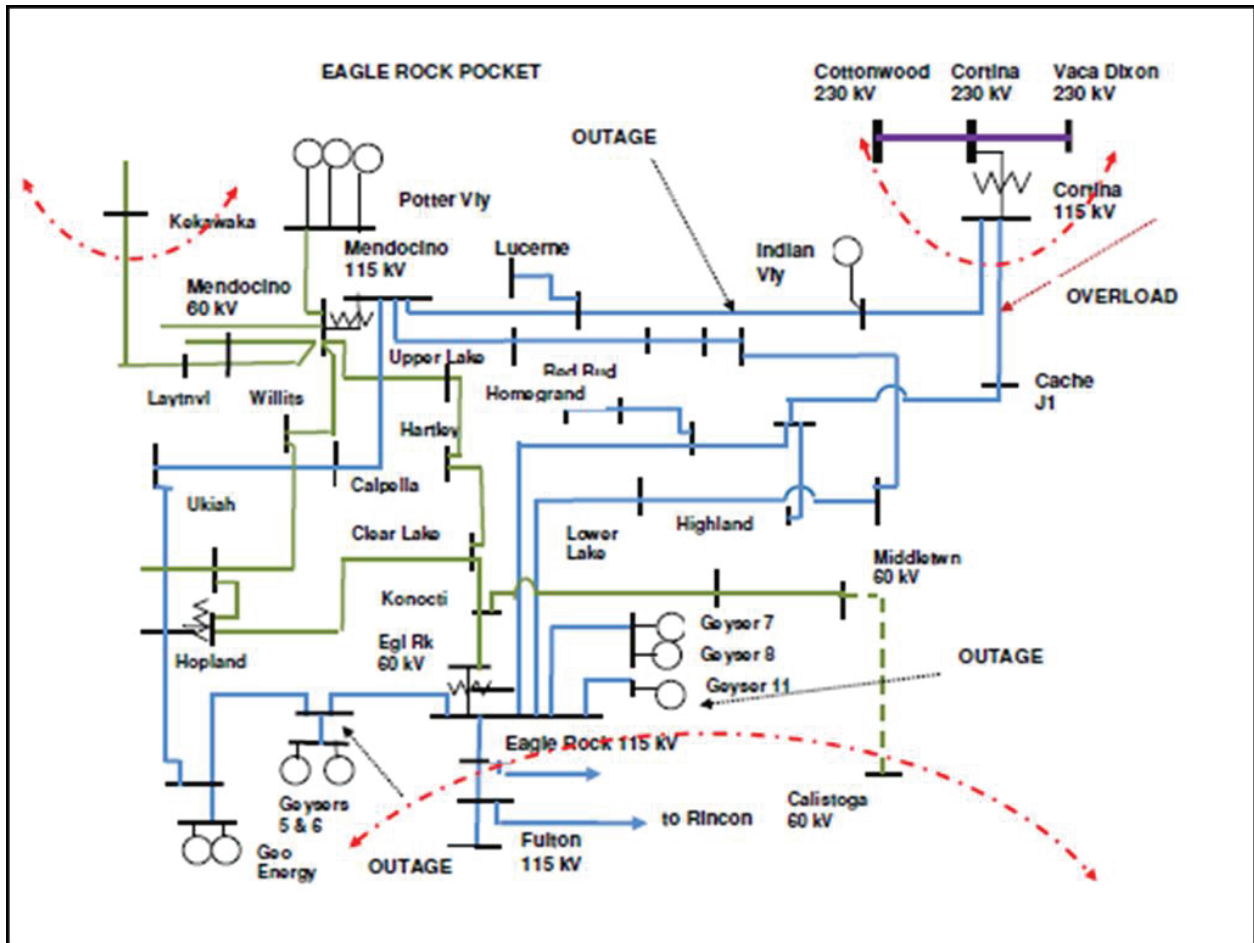 EAGLE ROCK POCKET
Cottonwood
230 kV
Cortina
230 kV
Vaca Dixon
230 kV
OUTAGE
Cortina
115 kV
Potter Vly
Kekawaka
Mendocino
115 kV
Lucerne
Indian
Vly
Mendocino
60 kV
OVERLOAD
Upper Lake
Red Bud
Homegrand
Cache
J1
Laytnvl
Willits
Hartley
Calpella
Ukiah
Highland
Clear Lake
Lower
Lake
Middletwn
60 kV
Konocti
Geyser 7
Egl Rk
60 kV
Geyser 8
Hopland
OUTAGE
Geyser 11
Eagle Rock 115 kV
Geysers
5 & 6
Calistoga
60 kV
to Rincon
Fulton
115 kV
Geo
Energy
OUTAGE